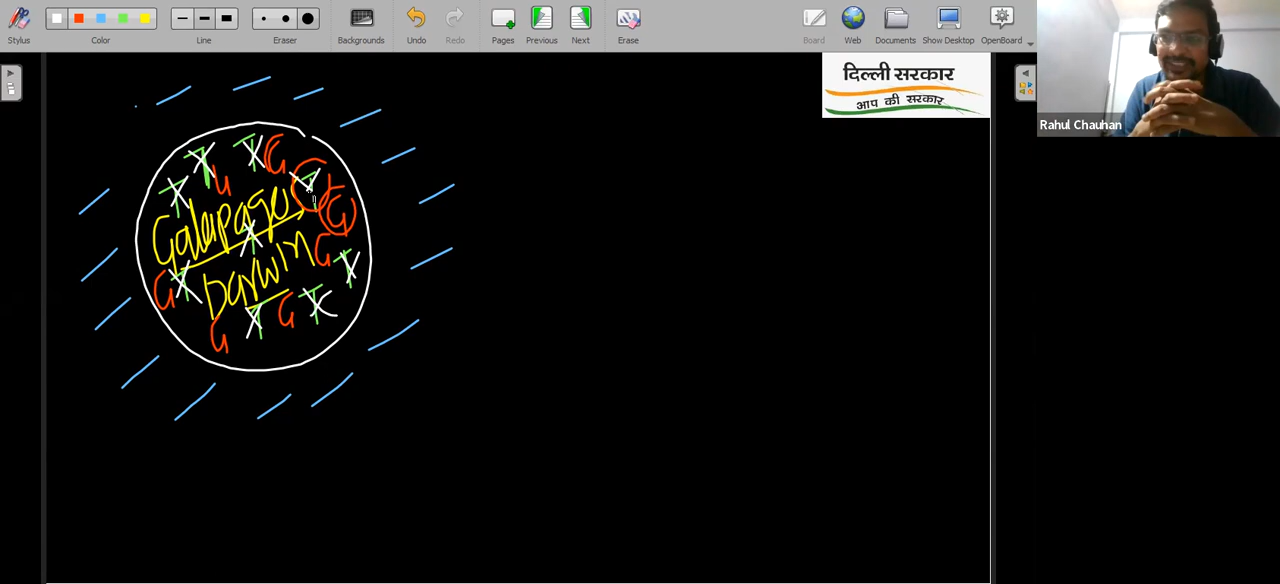 Stylus
Color
Line
Eraser
Backgrounds
Undo
Redo
Pages
Previous
Next
Erase
Board
Web
Documents
Show Desktop
OpenBoard
दिल्ली सरकार
आप की सरकार
Rahul Chauhan
T T T G T
G G
Galapagus
T G
Darwin
G T T
T G T
G